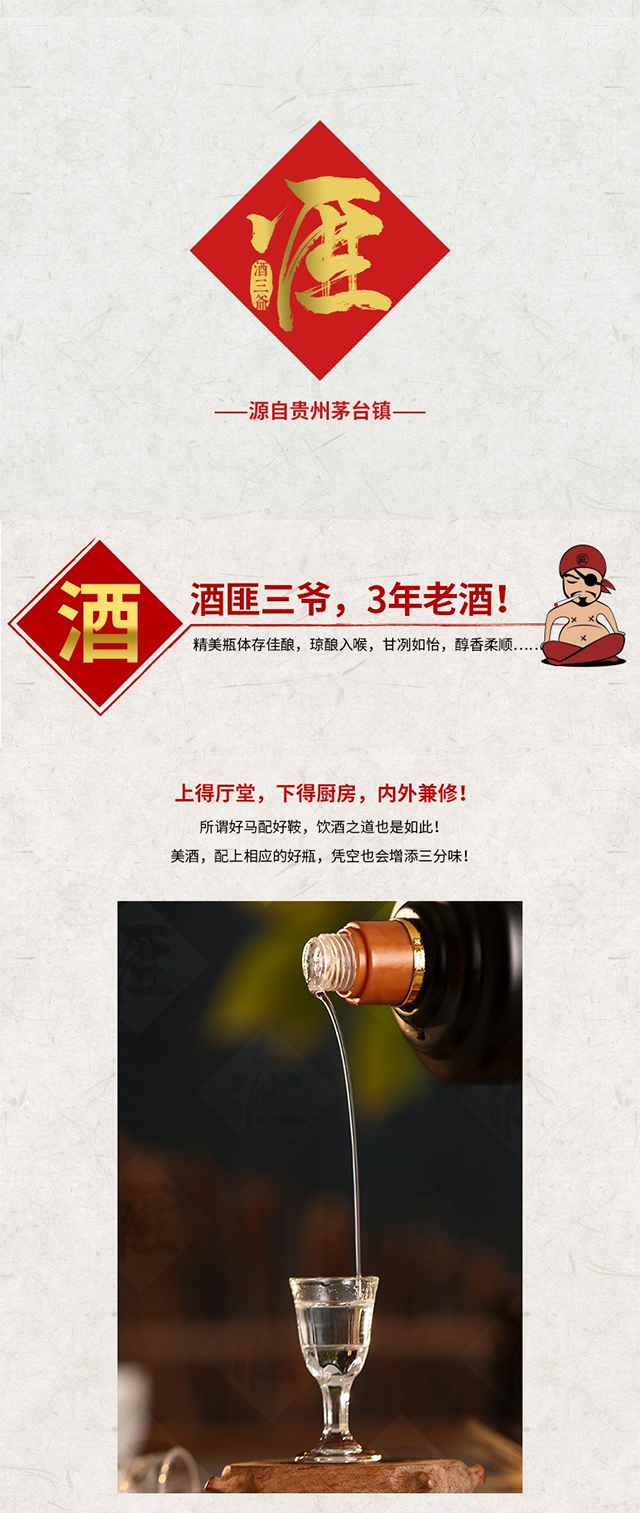 酒三爷
源自贵州茅台镇
酒
酒匪三爷，3年老酒！
精美瓶体存佳酿，琼酿入喉，甘冽如怡，醇香柔顺……
上得厅堂，下得厨房，内外兼修！
所谓好马配好鞍，饮酒之道也是如此！
美酒，配上相应的好瓶，凭空也会增添三分味！